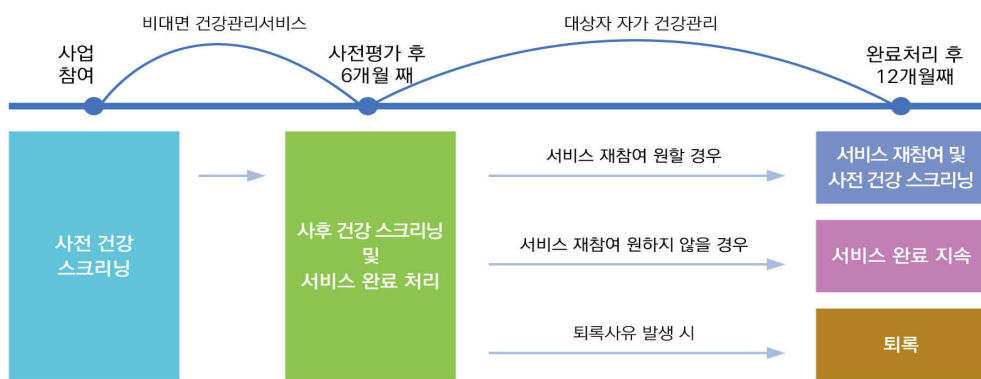 비대면 건강관리서비스
대상자 자가 건강관리
사업
참여
사전평가 후
6개월 째
완료처리 후
12개월째
사전 건강
스크리닝
사후 건강 스크리닝
및
서비스 완료 처리
서비스 재참여 원할 경우
서비스 재참여 및
사전 건강 스크리닝
서비스 재참여 원하지 않을 경우
서비스 완료 지속
퇴록사유 발생 시
퇴록